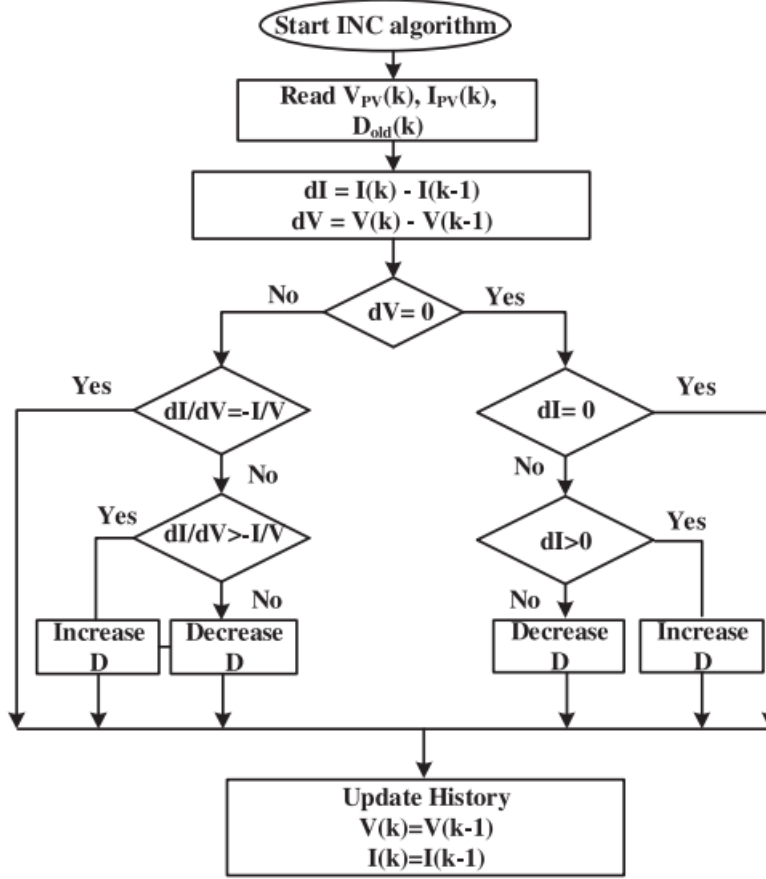 Start INC algorithm
Read V_PV(k), I_PV(k),
D_old(k)
dI = I(k) - I(k-1)
dV = V(k) - V(k-1)
No
dV= 0
Yes
Yes
dI/dV=-I/V
No
Yes
dI/dV>-I/V
No
Increase
D
Decrease
D
dI= 0
Yes
No
dI>0
Yes
No
Decrease
D
Increase
D
Update History
V(k)=V(k-1)
I(k)=I(k-1)